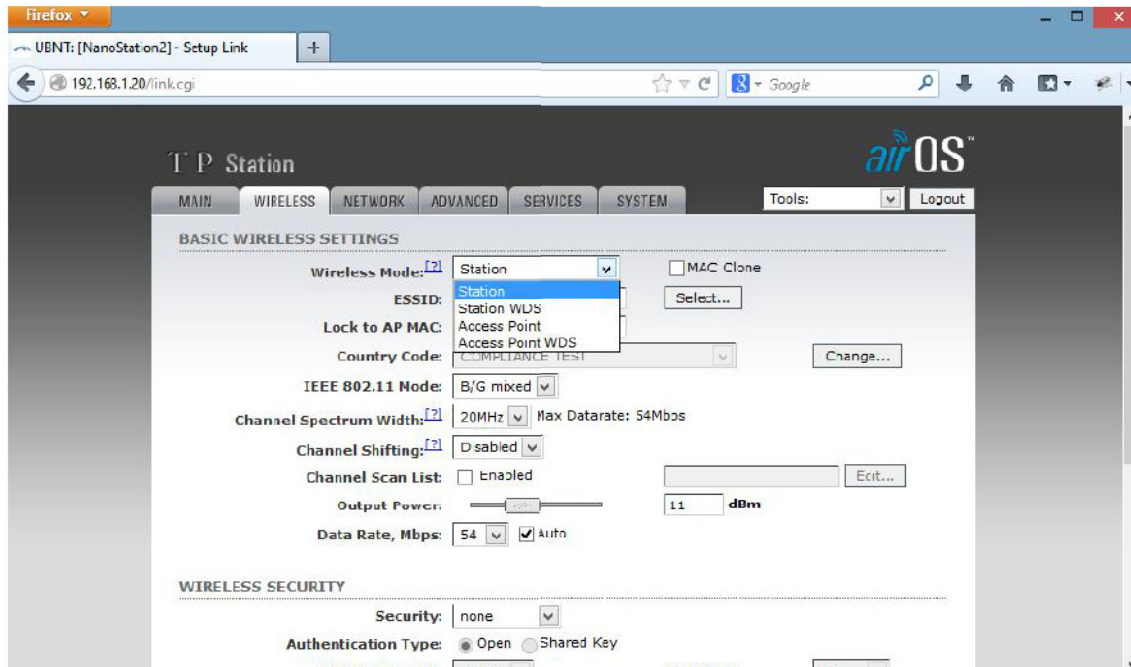 Firefox
UBNT: [NanoStation2] - Setup Link
192.168.1.20/link.cgi
Google
T P Station
airOS™
MAIN WIRELESS NETWORK ADVANCED SERVICES SYSTEM Tools: Logout
BASIC WIRELESS SETTINGS
Wireless Mode:[?] Station MAC Clone
Station
ESSID: Select...
Station WDS
Lock to AP MAC: Access Point
Access Point WDS
Country Code: COMPLIANCE TEST Change...
IEEE 802.11 Mode: B/G mixed
Channel Spectrum Width:[?] 20MHz Max Datarate: 54Mbps
Channel Shifting:[?] Disabled
Channel Scan List: Enabled Edit...
Output Power: 11 dBm
Data Rate, Mbps: 54 Auto
WIRELESS SECURITY
Security: none
Authentication Type: Open Shared Key